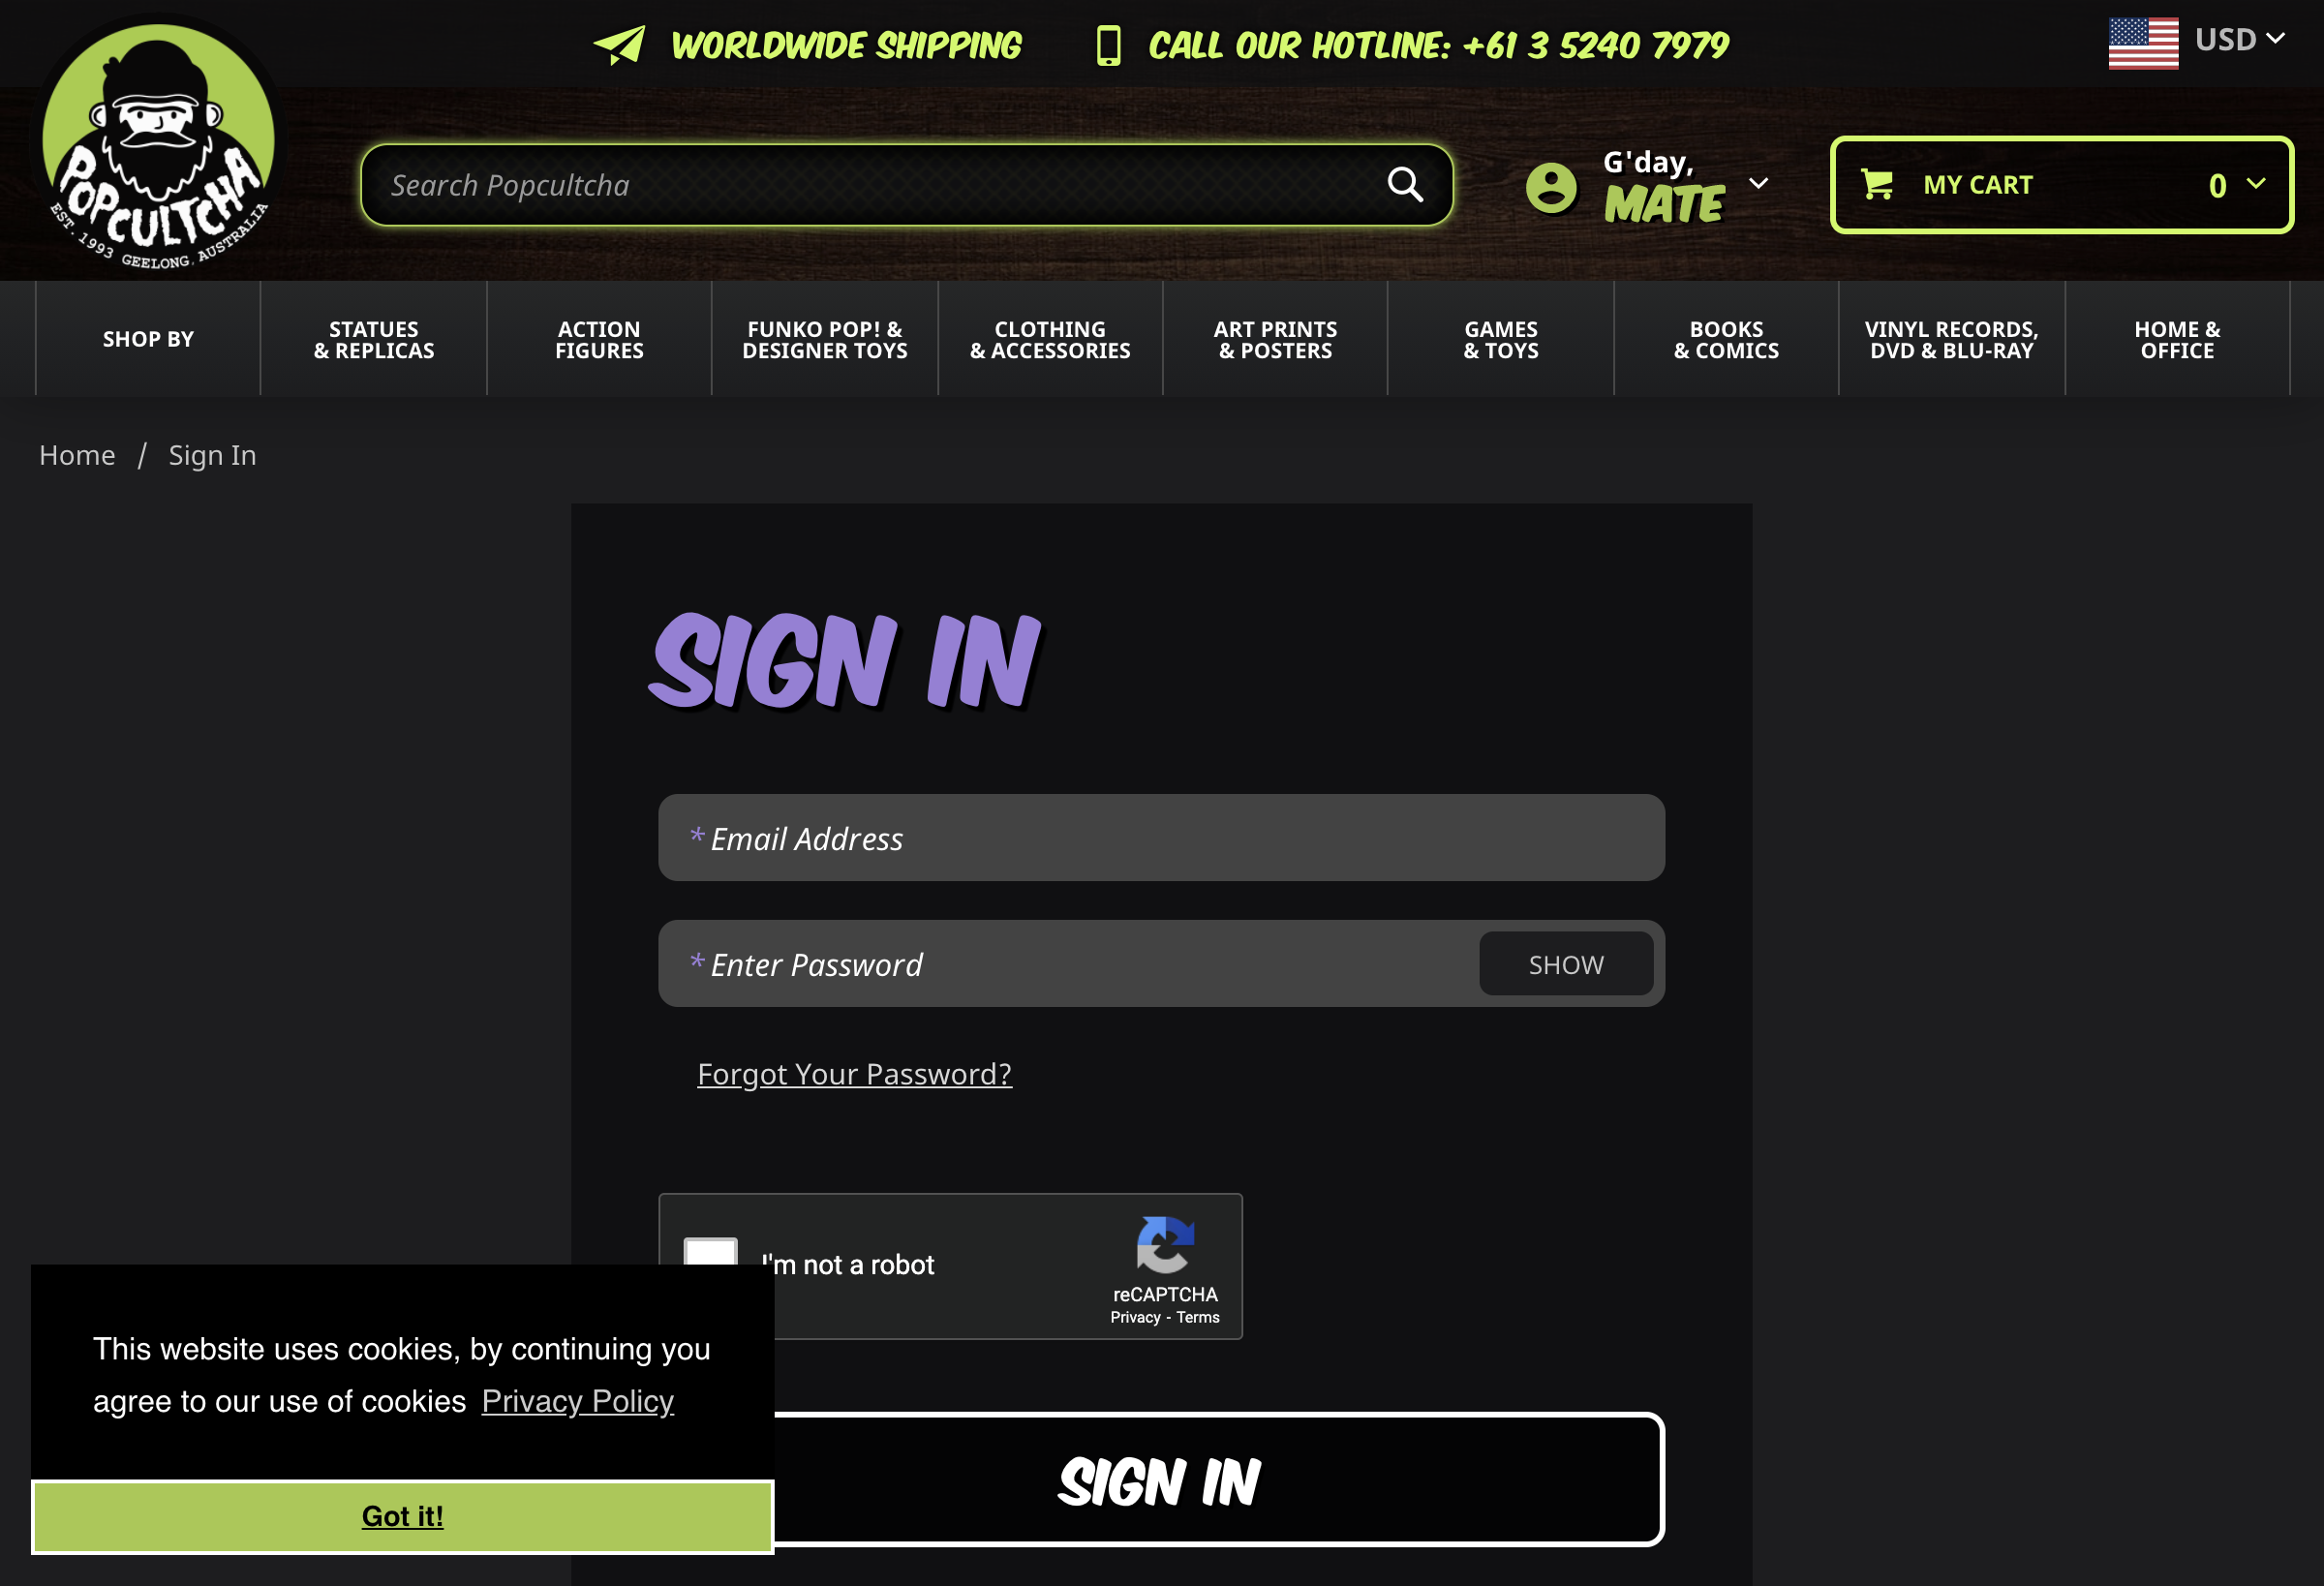 WORLDWIDE SHIPPING
CALL OUR HOTLINE: +61 3 5240 7979
USD
POPCULTCHA
EST. 1993 GEELONG, AUSTRALIA
Search Popcultcha
G'day,
MATE
MY CART
0
SHOP BY
STATUES
& REPLICAS
ACTION
FIGURES
FUNKO POP! &
DESIGNER TOYS
CLOTHING
& ACCESSORIES
ART PRINTS
& POSTERS
GAMES
& TOYS
BOOKS
& COMICS
VINYL RECORDS,
DVD & BLU-RAY
HOME &
OFFICE
Home / Sign In
SIGN IN
* Email Address
* Enter Password
SHOW
Forgot Your Password?
I'm not a robot
reCAPTCHA
Privacy - Terms
This website uses cookies, by continuing you
agree to our use of cookies Privacy Policy
Got it!
SIGN IN